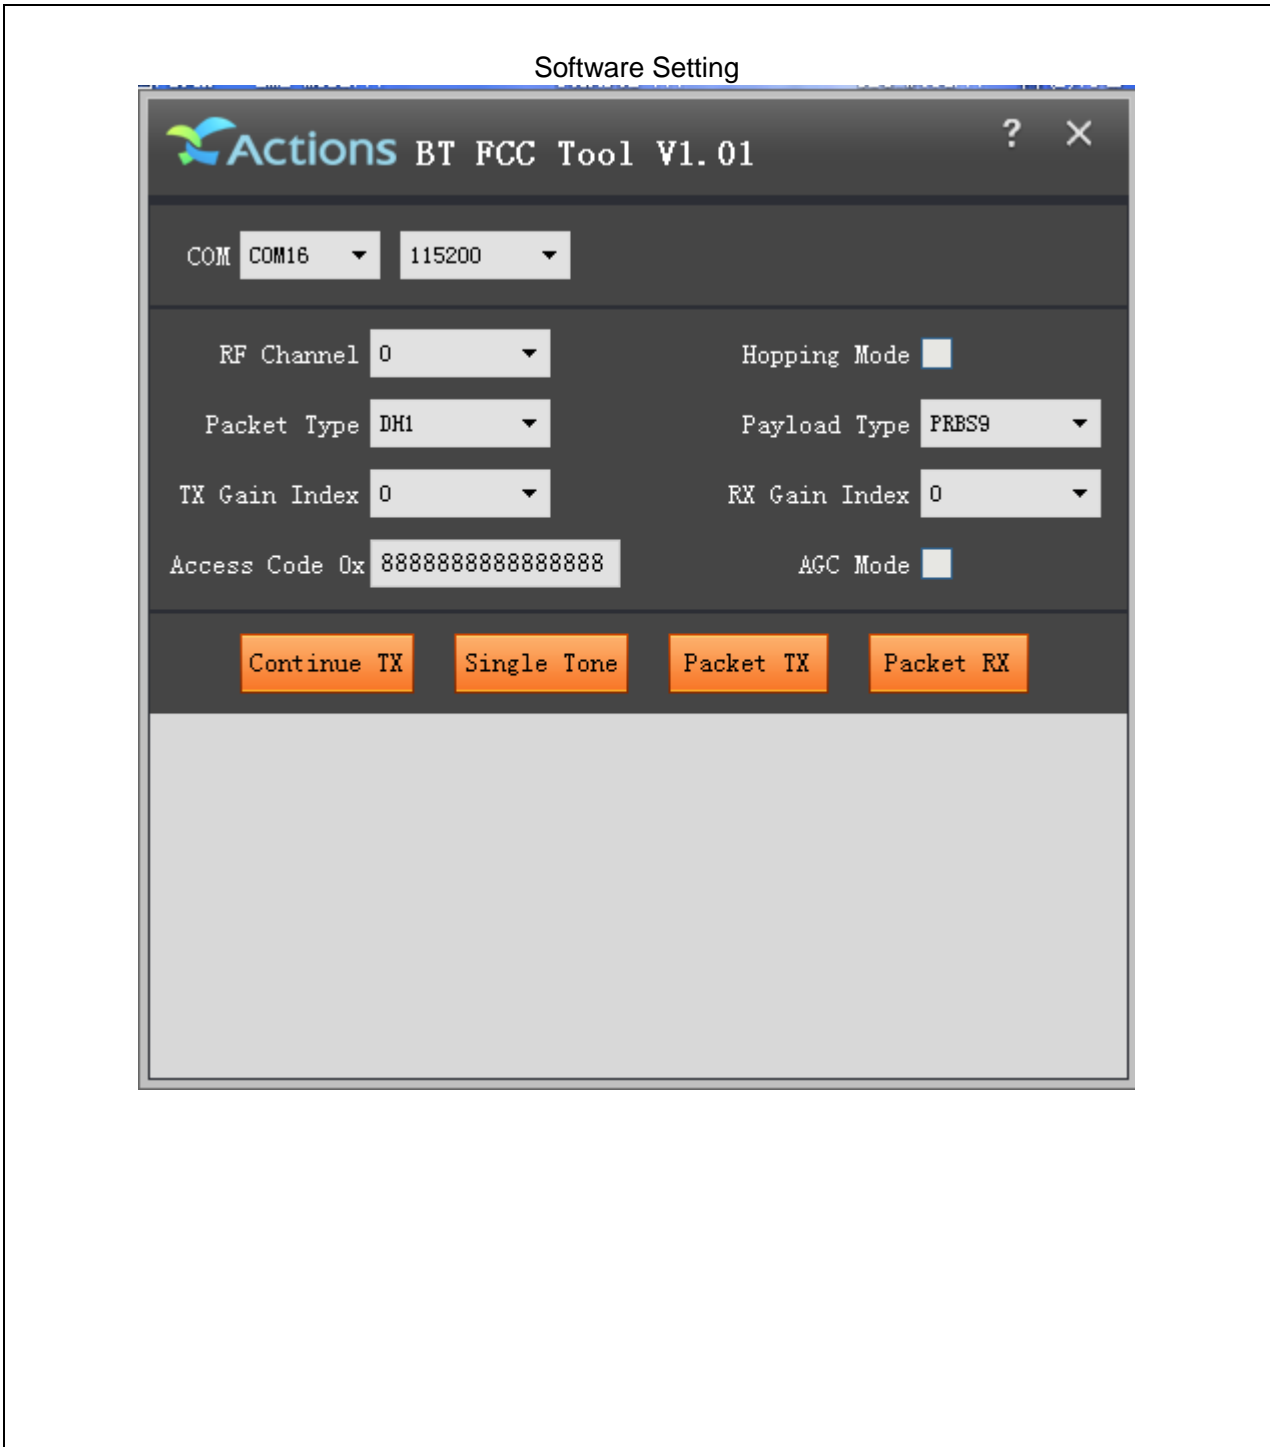 Software Setting
Actions BT FCC Tool V1.01 ?
COM COM16 115200
RF Channel 0 Hopping Mode
Packet Type DH1 Payload Type PRBS9
TX Gain Index 0 RX Gain Index 0
Access Code 0x 8888888888888888 AGC Mode
Continue TX Single Tone Packet TX Packet RX